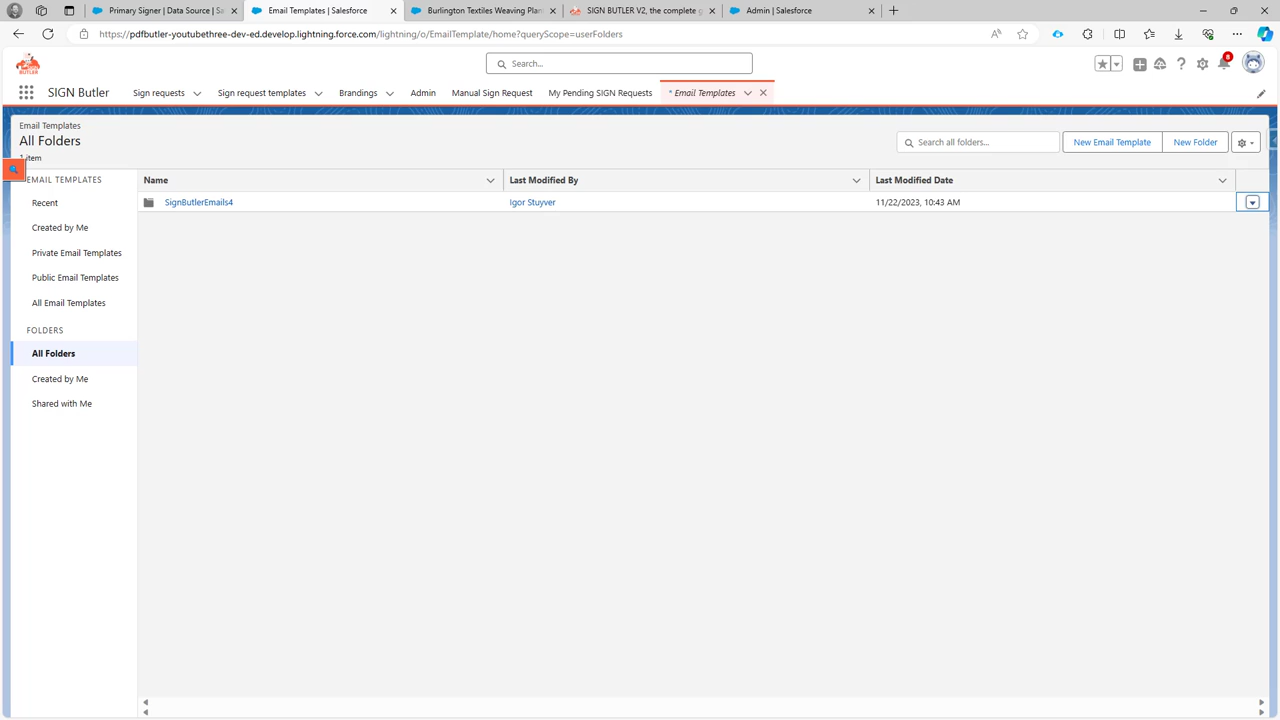 Primary Signer | Data Source | Sa
Email Templates | Salesforce
Burlington Textiles Weaving Plan
SIGN BUTLER V2, the complete g
Admin | Salesforce
https://pdfbutler-youtubethree-dev-ed.develop.lightning.force.com/lightning/o/EmailTemplate/home?queryScope=userFolders
BUTLER
Search...
8
SIGN Butler
Sign requests
Sign request templates
Brandings
Admin
Manual Sign Request
My Pending SIGN Requests
* Email Templates
Email Templates
All Folders
1 item
Search all folders...
New Email Template
New Folder
EMAIL TEMPLATES
Recent
Created by Me
Private Email Templates
Public Email Templates
All Email Templates
FOLDERS
All Folders
Created by Me
Shared with Me
Name
Last Modified By
Last Modified Date
SignButlerEmails4
Igor Stuyver
11/22/2023, 10:43 AM